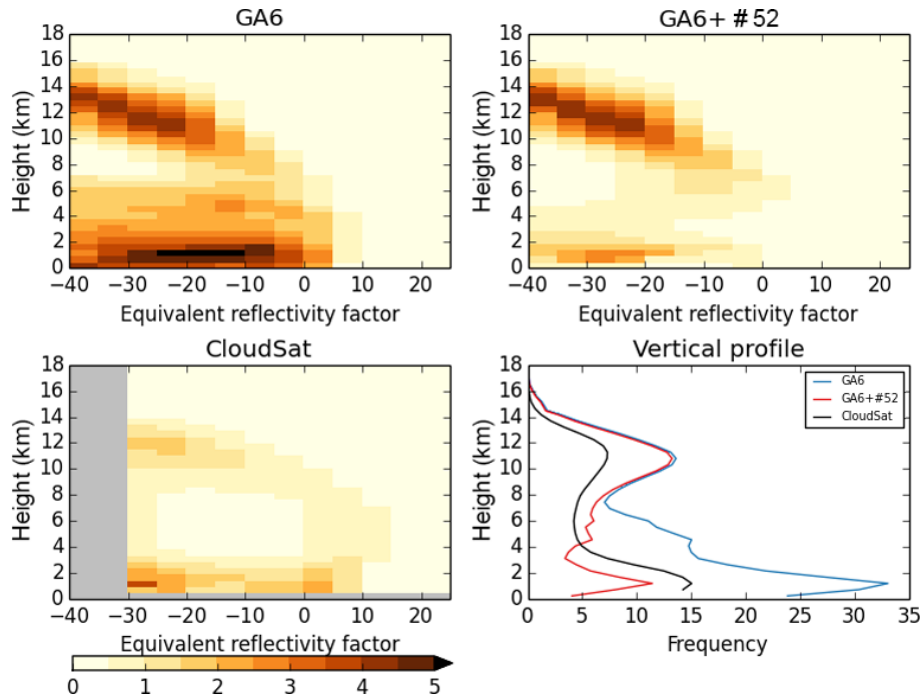 GA6
18
16
14
12
10
8
6
4
2
0
Height (km)
−40 −30 −20 −10 0 10 20
Equivalent reflectivity factor
GA6+ #52
18
16
14
12
10
8
6
4
2
0
Height (km)
−40 −30 −20 −10 0 10 20
Equivalent reflectivity factor
CloudSat
18
16
14
12
10
8
6
4
2
0
Height (km)
−40 −30 −20 −10 0 10 20
Equivalent reflectivity factor
0 1 2 3 4 5
Vertical profile
GA6
GA6+#52
CloudSat
18
16
14
12
10
8
6
4
2
0
Height (km)
0 5 10 15 20 25 30 35
Frequency